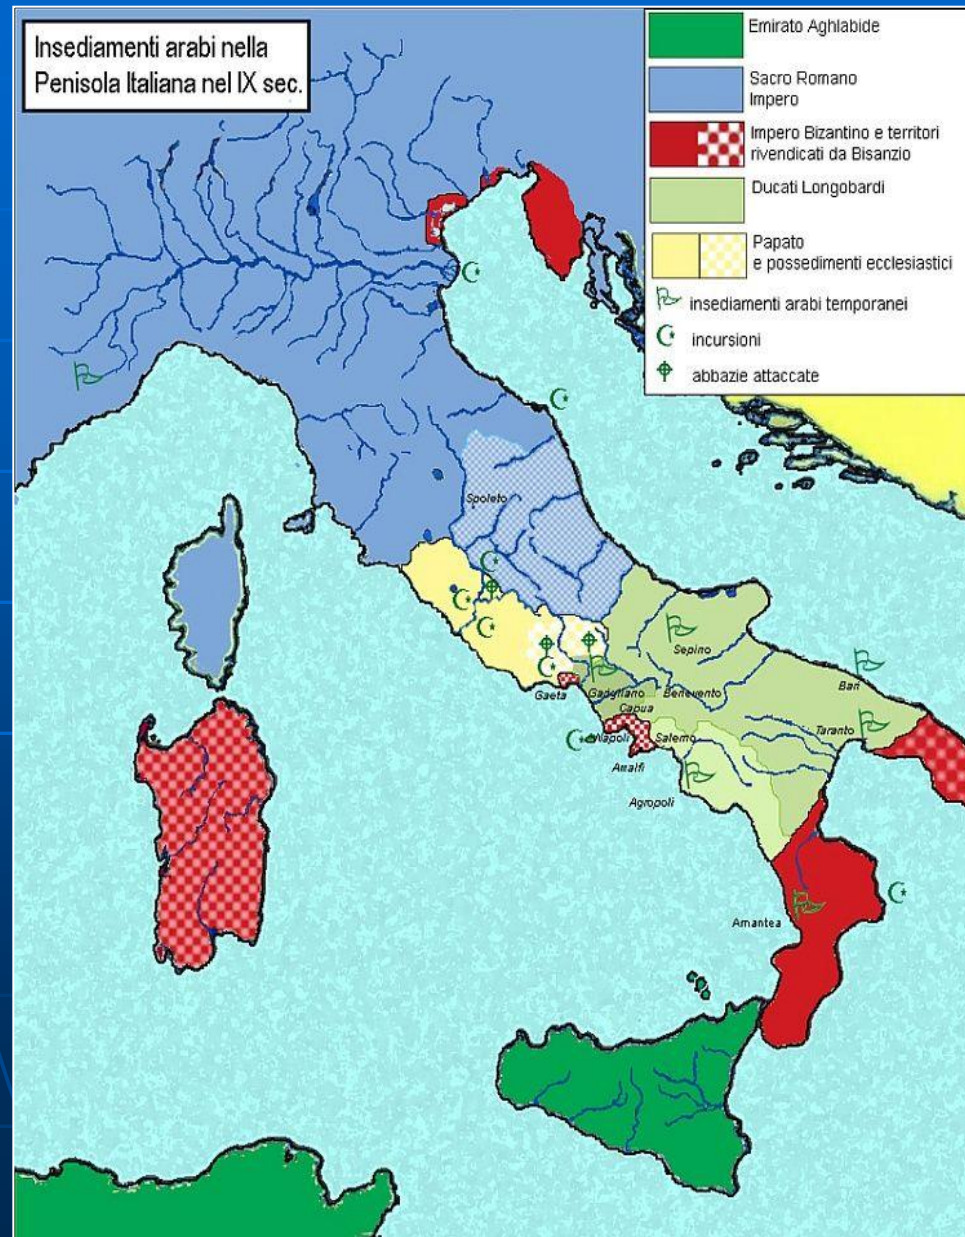 Insediamenti arabi nella
Penisola Italiana nel IX sec.
Emirato Aghlabide
Sacro Romano
Impero
Impero Bizantino e territori
rivendicati da Bisanzio
Ducati Longobardi
Papato
e possedimenti ecclesiastici
insediamenti arabi temporanei
incursioni
abbazie attaccate
Spoleto
Sepino
Bari
Gaeta
Benevento
Capua
Taranto
Napoli
Salerno
Amalfi
Agropoli
Amantea